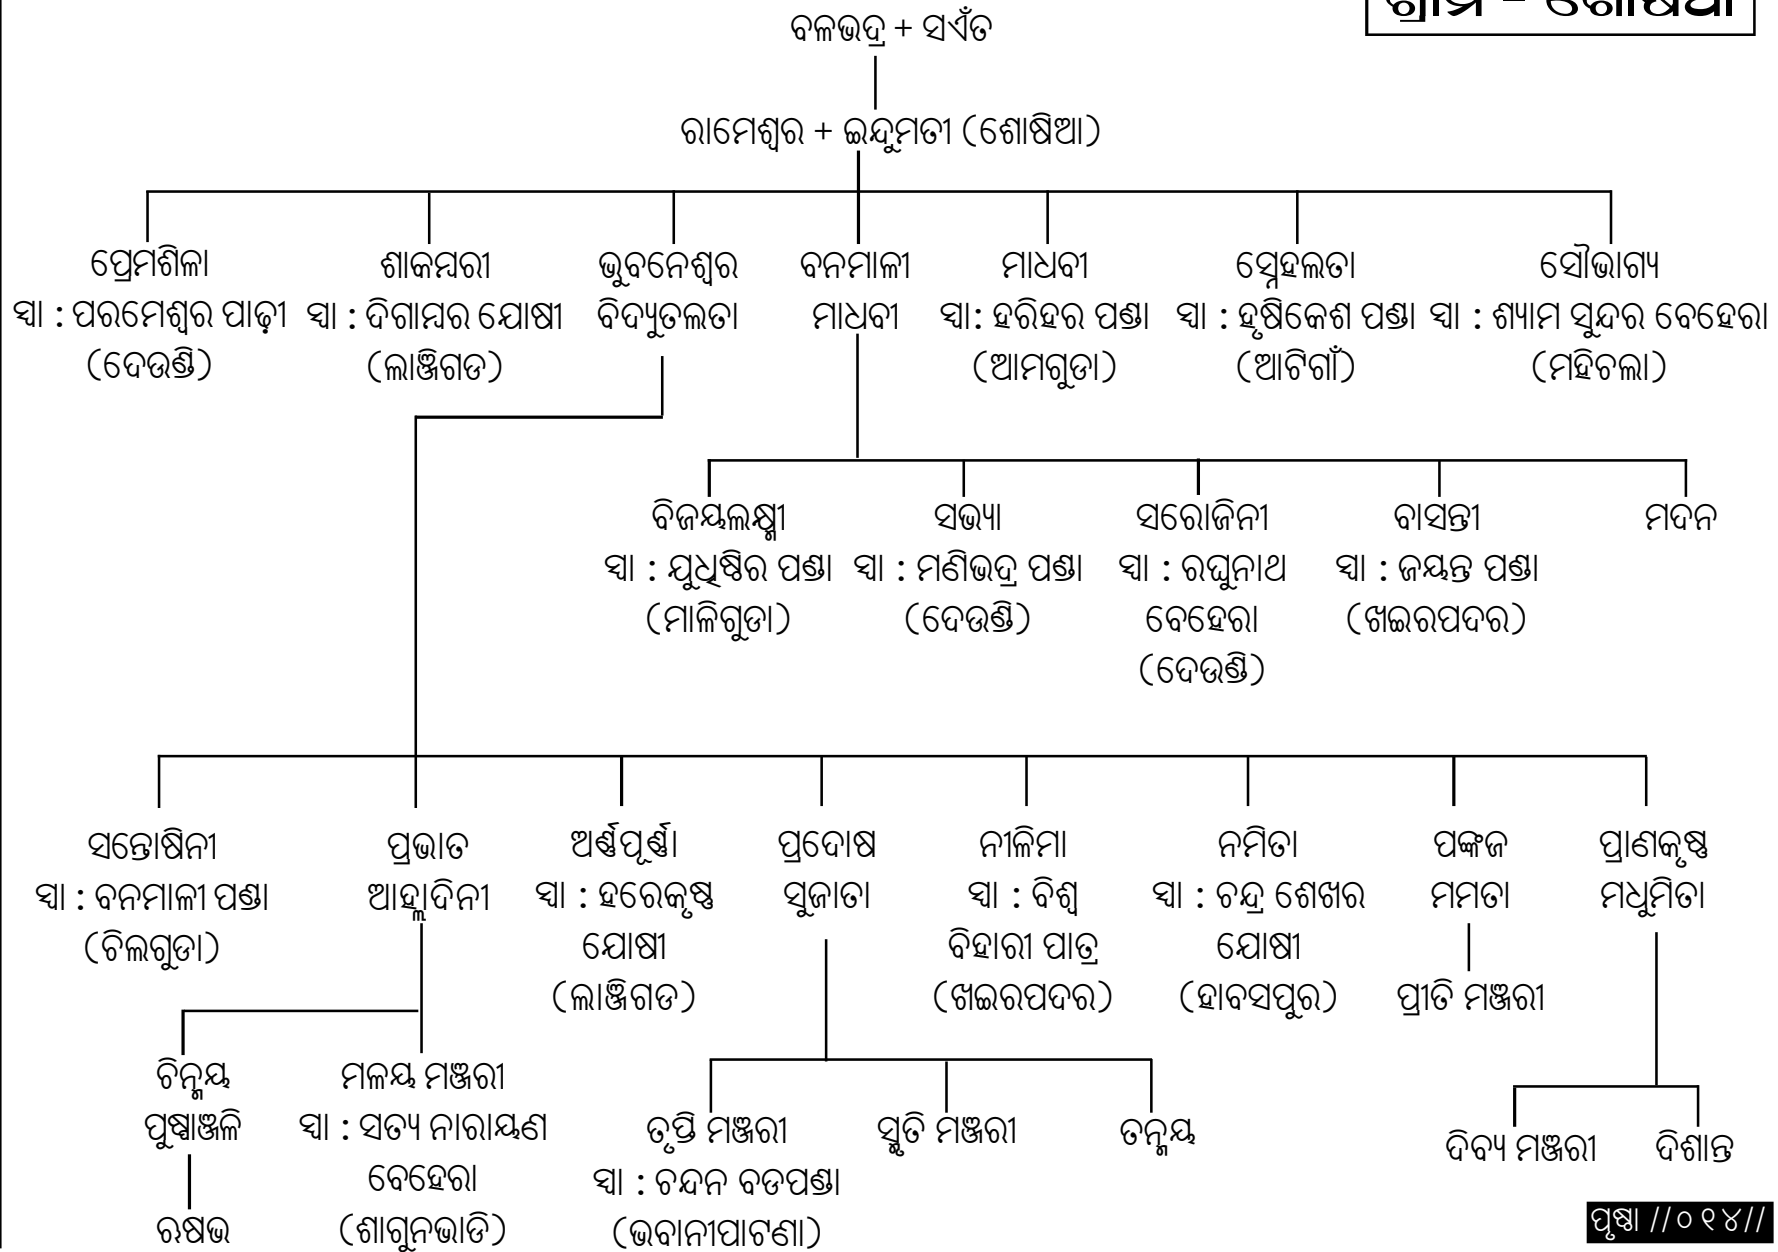 ଗ୍ରାମ - ଶୋଷିଆ
ବଳଭଦ୍ର + ସଏଁତ
ରାମେଶ୍ୱର + ଇନ୍ଦୁମତୀ (ଶୋଷିଆ)
ପ୍ରେମଶିଳା
ସ୍ୱା : ପରମେଶ୍ୱର ପାଢ଼ୀ
(ଦେଉଣ୍ଡି)
ଶାକମ୍ବରୀ
ସ୍ୱା : ଦିଗାମ୍ବର ଯୋଷୀ
(ଲାଞ୍ଜିଗଡ)
ଭୁବନେଶ୍ୱର
ବିଦ୍ୟୁତଲତା
ବନମାଳୀ
ମାଧବୀ
ମାଧବୀ
ସ୍ୱା: ହରିହର ପଣ୍ଡା
(ଆମଗୁଡା)
ସ୍ନେହଲତା
ସ୍ୱା : ହୃଷିକେଶ ପଣ୍ଡା
(ଆଟିଗାଁ)
ସୌଭାଗ୍ୟ
ସ୍ୱା : ଶ୍ୟାମ ସୁନ୍ଦର ବେହେରା
(ମହିଚଲା)
ବିଜୟଲକ୍ଷ୍ମୀ
ସ୍ୱା : ଯୁଧିଷ୍ଠିର ପଣ୍ଡା
(ମାଳିଗୁଡା)
ସଭ୍ୟା
ସ୍ୱା : ମଣିଭଦ୍ର ପଣ୍ଡା
(ଦେଉଣ୍ଡି)
ସରୋଜିନୀ
ସ୍ୱା : ରଘୁନାଥ
ବେହେରା
(ଦେଉଣ୍ଡି)
ବାସନ୍ତୀ
ସ୍ୱା : ଜୟନ୍ତ ପଣ୍ଡା
(ଖଇରପଦର)
ମଦନ
ସନ୍ତୋଷିନୀ
ସ୍ୱା : ବନମାଳୀ ପଣ୍ଡା
(ଚିଲଗୁଡା)
ପ୍ରଭାତ
ଆହ୍ଲାଦିନୀ
ଅର୍ଣ୍ଣପୂର୍ଣ୍ଣା
ସ୍ୱା : ହରେକୃଷ୍ଣ
ଯୋଷୀ
(ଲାଞ୍ଜିଗଡ)
ପ୍ରଦୋଷ
ସୁଜାତା
ନୀଳିମା
ସ୍ୱା : ବିଶ୍ୱ
ବିହାରୀ ପାତ୍ର
(ଖଇରପଦର)
ନମିତା
ସ୍ୱା : ଚନ୍ଦ୍ର ଶେଖର
ଯୋଷୀ
(ହାବସପୁର)
ପଙ୍କଜ
ମମତା
ପ୍ରୀତି ମଞ୍ଜରୀ
ପ୍ରାଣକୃଷ୍ଣ
ମଧୁମିତା
ଚିନ୍ମୟ
ପୁଷ୍ପାଞ୍ଜଳି
ଋଷଭ
ମଳୟ ମଞ୍ଜରୀ
ସ୍ୱା : ସତ୍ୟ ନାରାୟଣ
ବେହେରା
(ଶାଗୁନଭାଡି)
ତୃପ୍ତି ମଞ୍ଜରୀ
ସ୍ୱା : ଚନ୍ଦନ ବଡପଣ୍ଡା
(ଭବାନୀପାଟଣା)
ସ୍ମୃତି ମଞ୍ଜରୀ
ତନ୍ମୟ
ଦିବ୍ୟ ମଞ୍ଜରୀ
ଦିଶାନ୍ତ
ପୃଷ୍ଠା //୦୧୪//